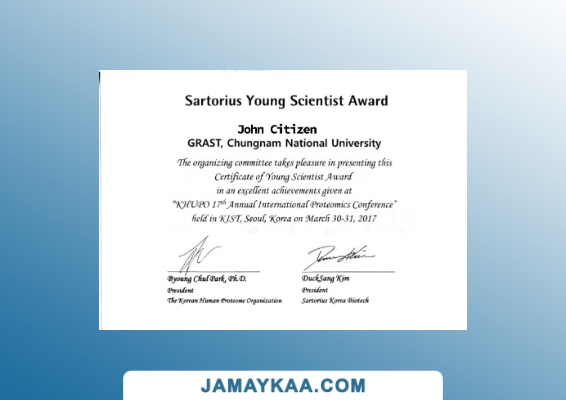 Sartorius Young Scientist Award
John Citizen
GRAST, Chungnam National University
The organizing committee takes pleasure in presenting this
Certificate of Young Scientist Award
in an excellent achievements given at
“KHUPO 17th Annual International Proteomics Conference”
held in KIST, Seoul, Korea on March 30-31, 2017
Byoung Chul Park, Ph.D.
President
The Korean Human Proteome Organization
DuckSang Kim
President
Sartorius Korea Biotech
JAMAYKAA.COM